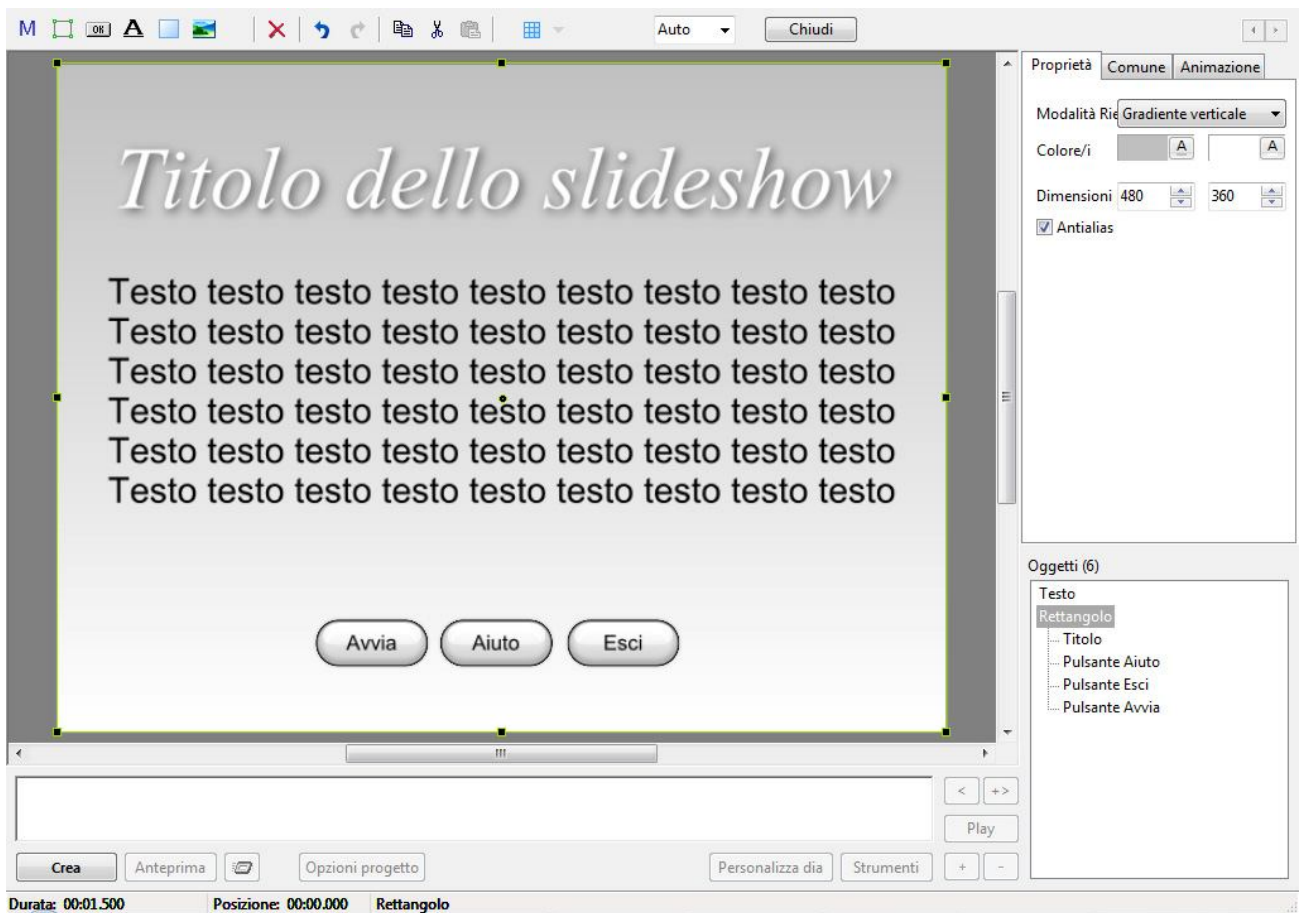 M OK A Auto Chiudi
Proprietà Comune Animazione
Modalità Rie Gradiente verticale
Colore/i A A
Dimensioni 480 360
Antialias
Titolo dello slideshow
Testo testo testo testo testo testo testo testo testo
Testo testo testo testo testo testo testo testo testo
Testo testo testo testo testo testo testo testo testo
Testo testo testo testo testo testo testo testo testo
Testo testo testo testo testo testo testo testo testo
Testo testo testo testo testo testo testo testo testo
Avvia Aiuto Esci
Oggetti (6)
Testo
Rettangolo
Titolo
Pulsante Aiuto
Pulsante Esci
Pulsante Avvia
< +>
Play
Crea Anteprima Opzioni progetto Personalizza dia Strumenti + -
Durata: 00:01.500 Posizione: 00:00.000 Rettangolo